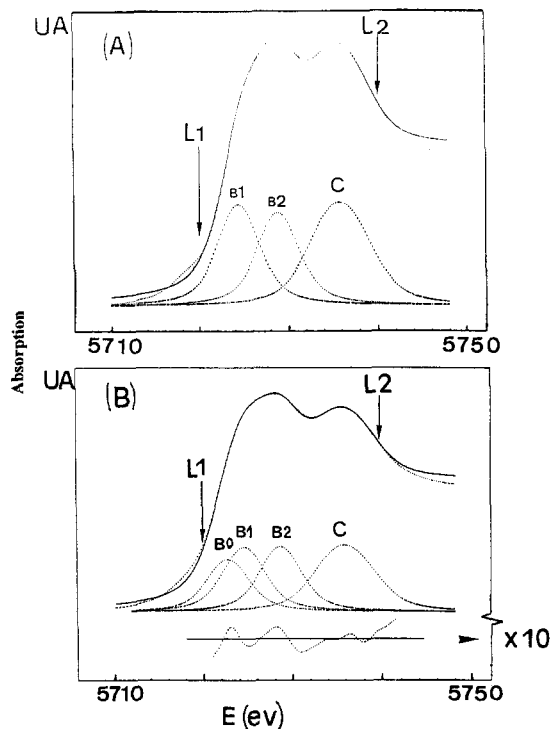 UA
(A)
L2
L1
B1
B2
C
5710
5750
Absorption
UA
(B)
L2
L1
B0
B1
B2
C
x10
5710
5750
E(ev)